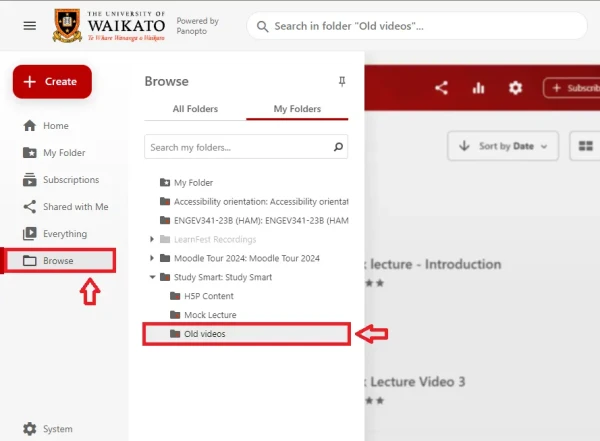 THE UNIVERSITY OF
WAIKATO
Te Whare Wānanga o Waikato
Powered by
Panopto
Search in folder "Old videos"...
Create
Browse
All Folders
My Folders
Subscrib
Home
Search my folders...
Sort by Date
My Folder
My Folder
Subscriptions
Accessibility orientation: Accessibility orientat
Shared with Me
ENGEV341-23B (HAM): ENGEV341-23B (HAM
Everything
LearnFest Recordings
Browse
Moodle Tour 2024: Moodle Tour 2024
k lecture - Introduction
Study Smart: Study Smart
H5P Content
Mock Lecture
Old videos
k Lecture Video 3
System